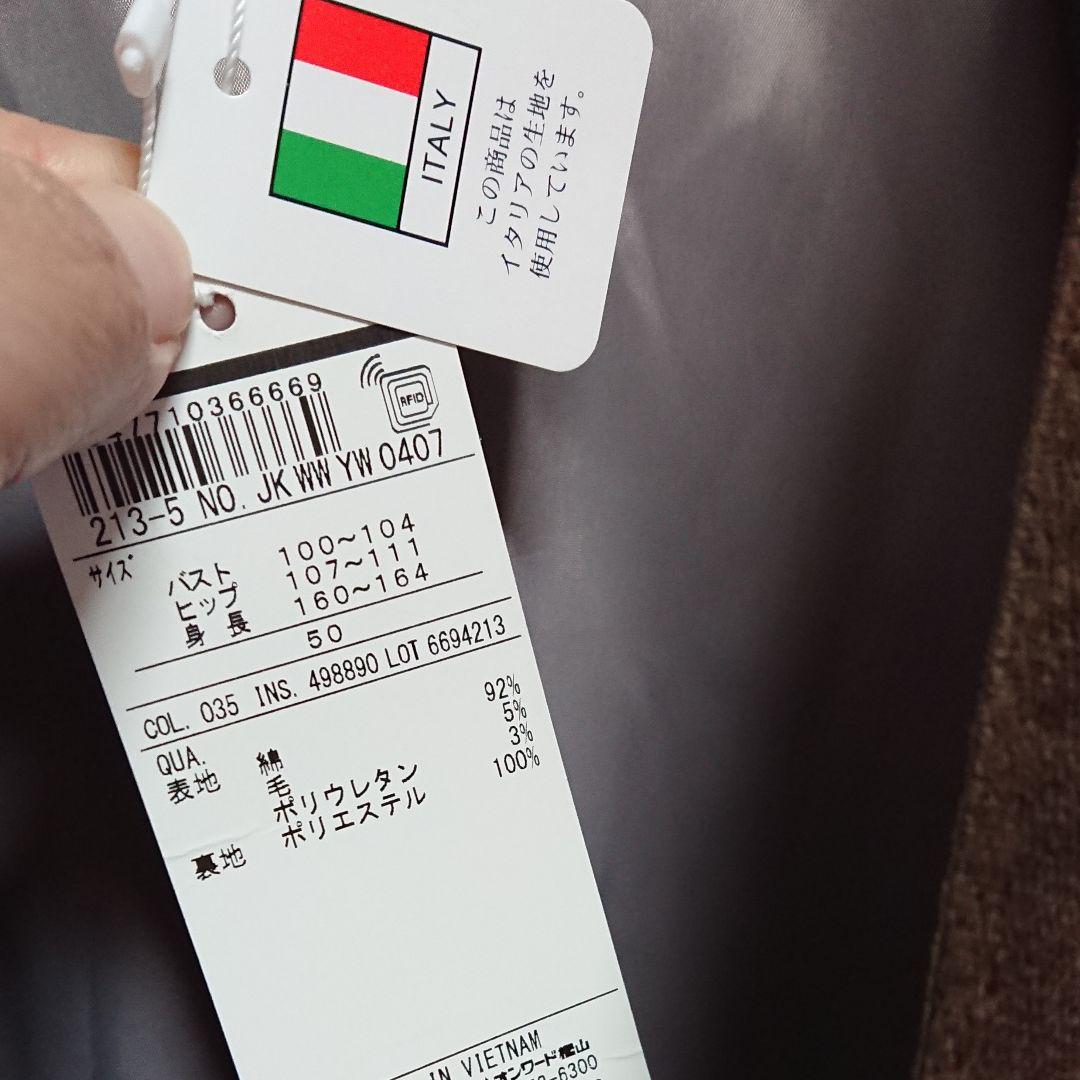 ITALY
この商品は
イタリアの生地を
使用しています。
7710366669
RFID
213-5 NO. JK WW YW 0407
サイズ
バスト 100~104
ヒップ 107~111
身長 160~164
50
COL. 035 INS. 498890 LOT 6694213
QUA.
表地 綿 92%
毛 5%
ポリウレタン 3%
裏地 ポリエステル 100%
IN VIETNAM
オンワード樫山
-6300